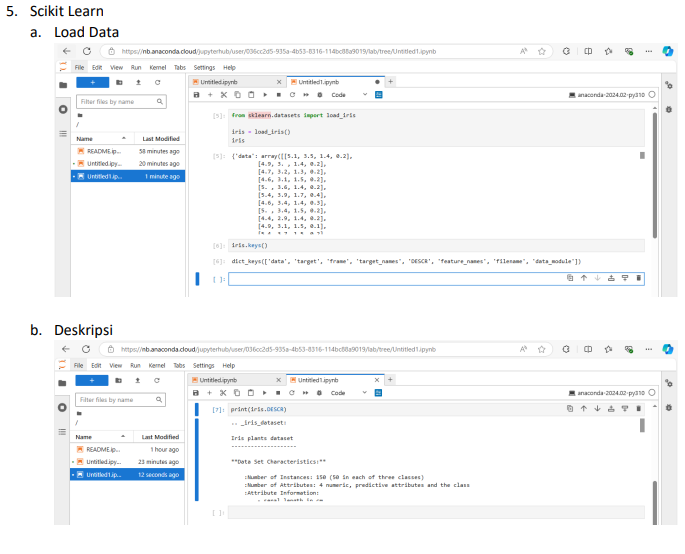 5. Scikit Learn
a. Load Data
https://nb.anaconda.cloud/jupyterhub/user/036cc2d5-935a-4b53-8316-114bc88a9019/lab/tree/Untitled1.ipynb
File Edit View Run Kernel Tabs Settings Help
Untitled.ipynb Untitled1.ipynb
Code anaconda-2024.02-py310
Filter files by name
/
Name Last Modified
README.ip... 58 minutes ago
Untitled.ipy... 20 minutes ago
Untitled1.ip... 1 minute ago
[5]: from sklearn.datasets import load_iris
iris = load_iris()
iris
[5]: {'data': array([[5.1, 3.5, 1.4, 0.2],
[4.9, 3. , 1.4, 0.2],
[4.7, 3.2, 1.3, 0.2],
[4.6, 3.1, 1.5, 0.2],
[5. , 3.6, 1.4, 0.2],
[5.4, 3.9, 1.7, 0.4],
[4.6, 3.4, 1.4, 0.3],
[5. , 3.4, 1.5, 0.2],
[4.4, 2.9, 1.4, 0.2],
[4.9, 3.1, 1.5, 0.1],
[6]: iris.keys()
[6]: dict_keys(['data', 'target', 'frame', 'target_names', 'DESCR', 'feature_names', 'filename', 'data_module'])
[ ]:
b. Deskripsi
https://nb.anaconda.cloud/jupyterhub/user/036cc2d5-935a-4b53-8316-114bc88a9019/lab/tree/Untitled1.ipynb
File Edit View Run Kernel Tabs Settings Help
Untitled.ipynb Untitled1.ipynb
Code anaconda-2024.02-py310
Filter files by name
/
Name Last Modified
README.ip... 1 hour ago
Untitled.ipy... 23 minutes ago
Untitled1.ip... 12 seconds ago
[7]: print(iris.DESCR)
.. _iris_dataset:
Iris plants dataset
--------------------
**Data Set Characteristics:**
:Number of Instances: 150 (50 in each of three classes)
:Number of Attributes: 4 numeric, predictive attributes and the class
:Attribute Information:
- sepal length in cm
[ ]: